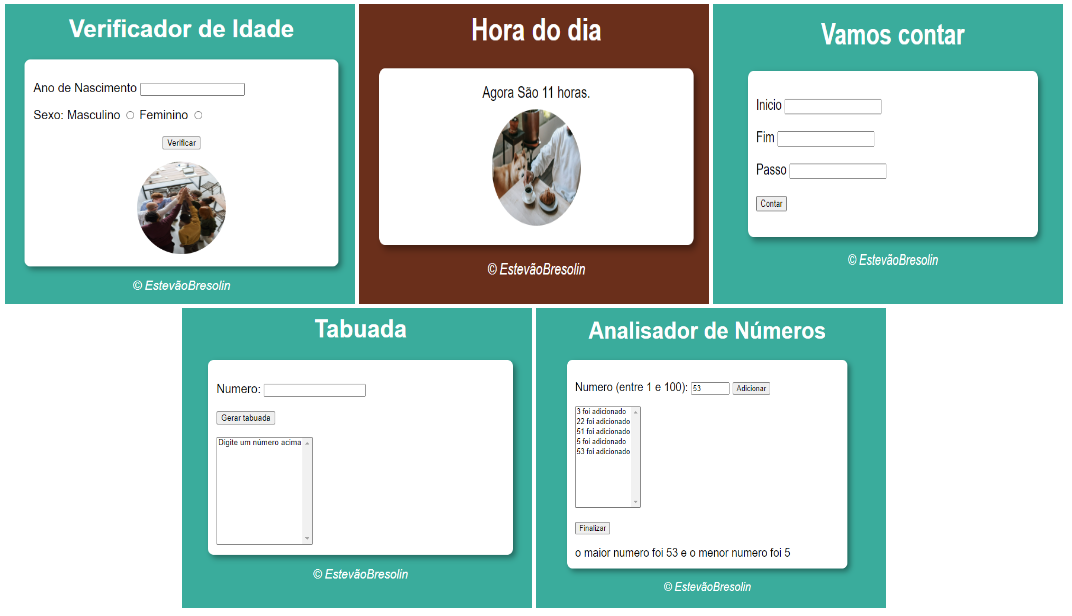 Verificador de Idade
Ano de Nascimento
Sexo: Masculino Feminino
Verificar
© EstevãoBresolin
Hora do dia
Agora São 11 horas.
© EstevãoBresolin
Vamos contar
Inicio
Fim
Passo
Contar
© EstevãoBresolin
Tabuada
Numero:
Gerar tabuada
Digite um número acima
© EstevãoBresolin
Analisador de Números
Numero (entre 1 e 100): 53 Adicionar
3 foi adicionado
22 foi adicionado
51 foi adicionado
5 foi adicionado
53 foi adicionado
Finalizar
o maior numero foi 53 e o menor numero foi 5
© EstevãoBresolin